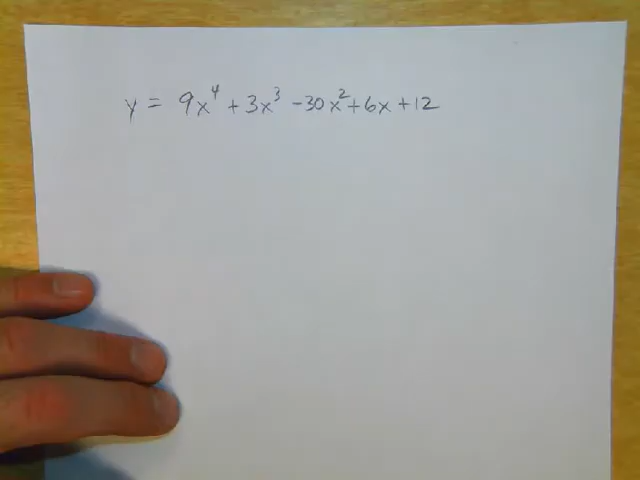 y = 9x⁴ + 3x³ - 30x² + 6x + 12